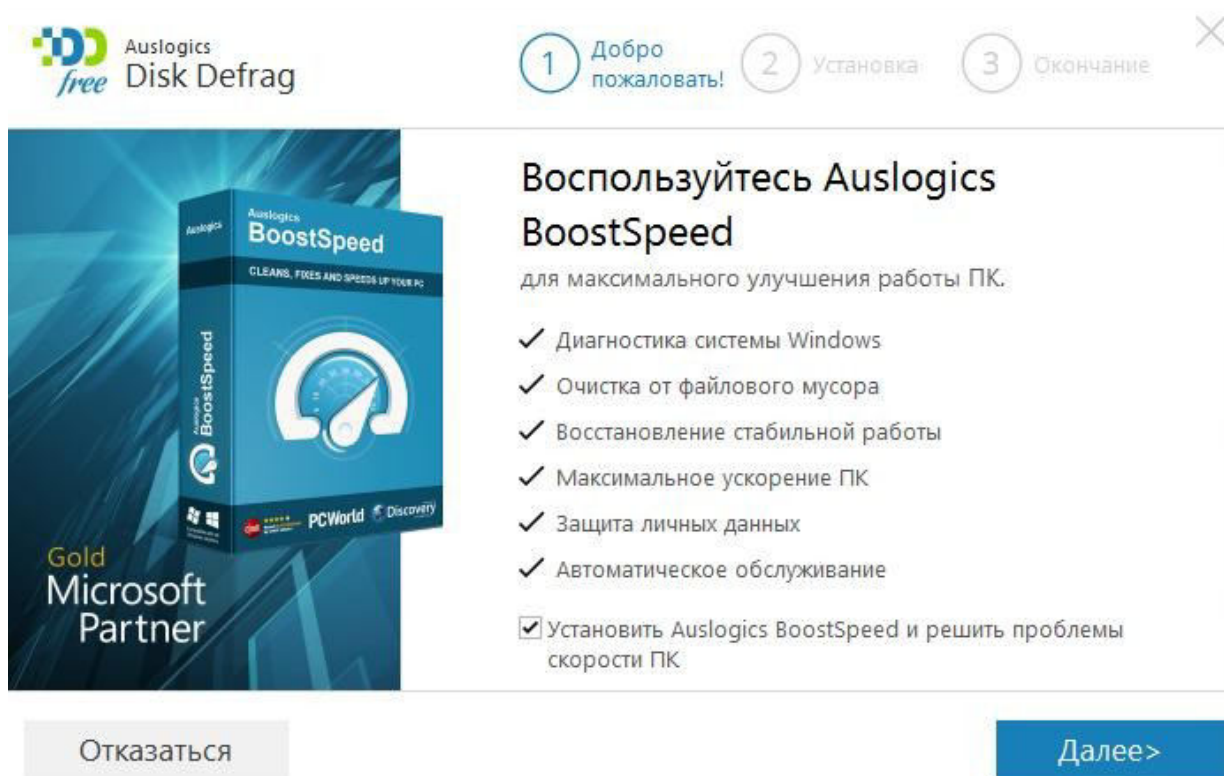 Auslogics
free Disk Defrag
1 Добро пожаловать!
2 Установка
3 Окончание
Воспользуйтесь Auslogics
BoostSpeed
для максимального улучшения работы ПК.
Диагностика системы Windows
Очистка от файлового мусора
Восстановление стабильной работы
Максимальное ускорение ПК
Защита личных данных
Автоматическое обслуживание
Установить Auslogics BoostSpeed и решить проблемы
скорости ПК
Auslogics
Auslogics
BoostSpeed
CLEANS, FIXES AND SPEEDS UP YOUR PC
Auslogics
BoostSpeed
PCWorld Discovery
Gold
Microsoft
Partner
Отказаться
Далее>